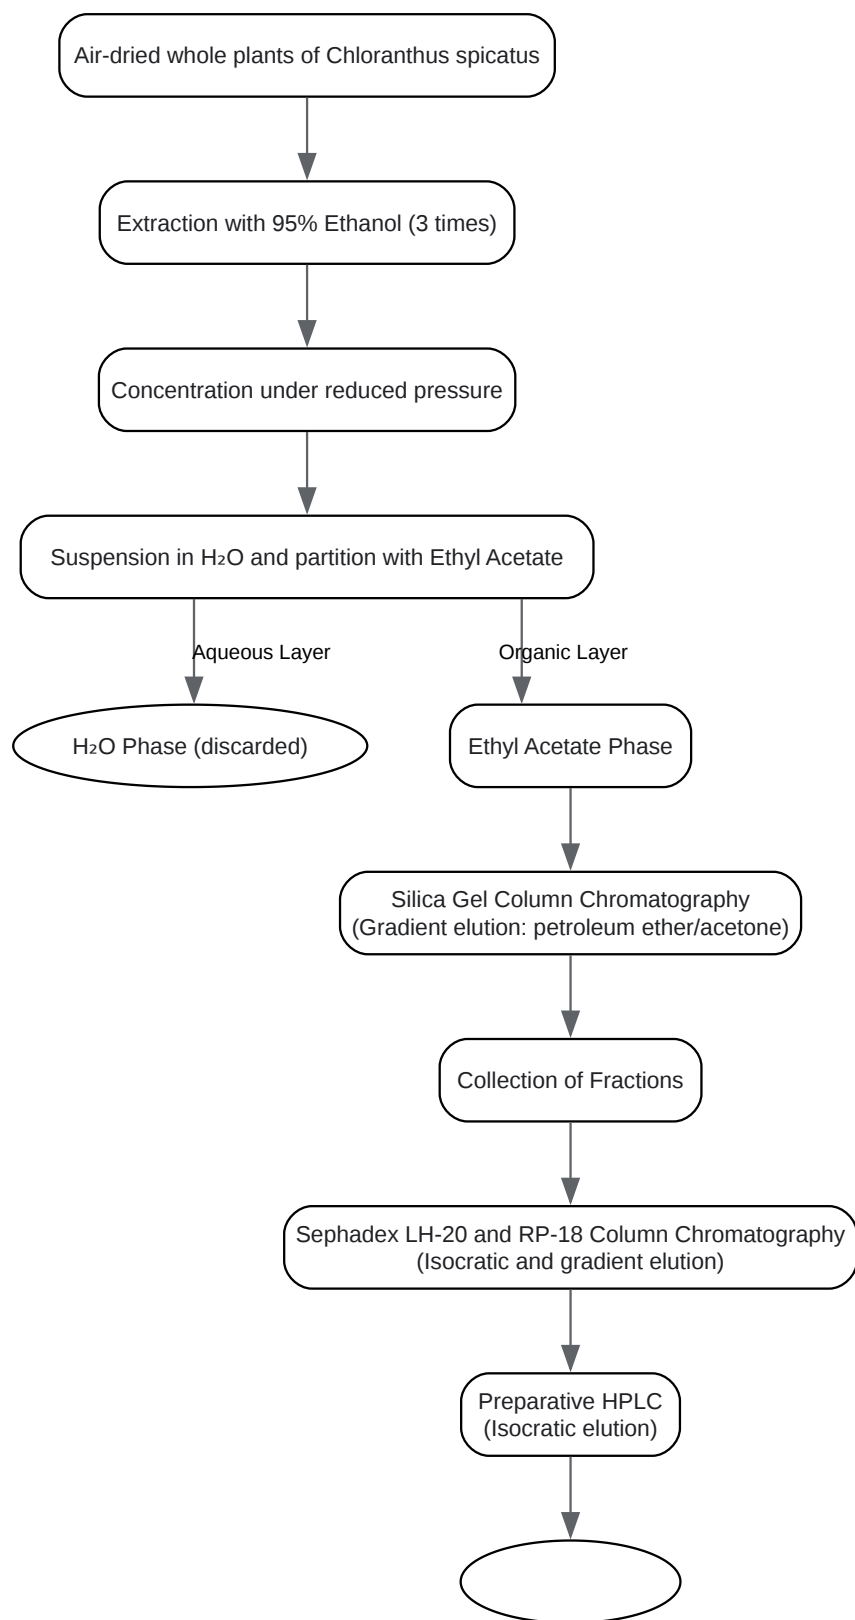 Air-dried whole plants of Chloranthus spicatus
Extraction with 95% Ethanol (3 times)
Concentration under reduced pressure
Suspension in H₂O and partition with Ethyl Acetate
Aqueous Layer
Organic Layer
H₂O Phase (discarded)
Ethyl Acetate Phase
Silica Gel Column Chromatography
(Gradient elution: petroleum ether/acetone)
Collection of Fractions
Sephadex LH-20 and RP-18 Column Chromatography
(Isocratic and gradient elution)
Preparative HPLC
(Isocratic elution)